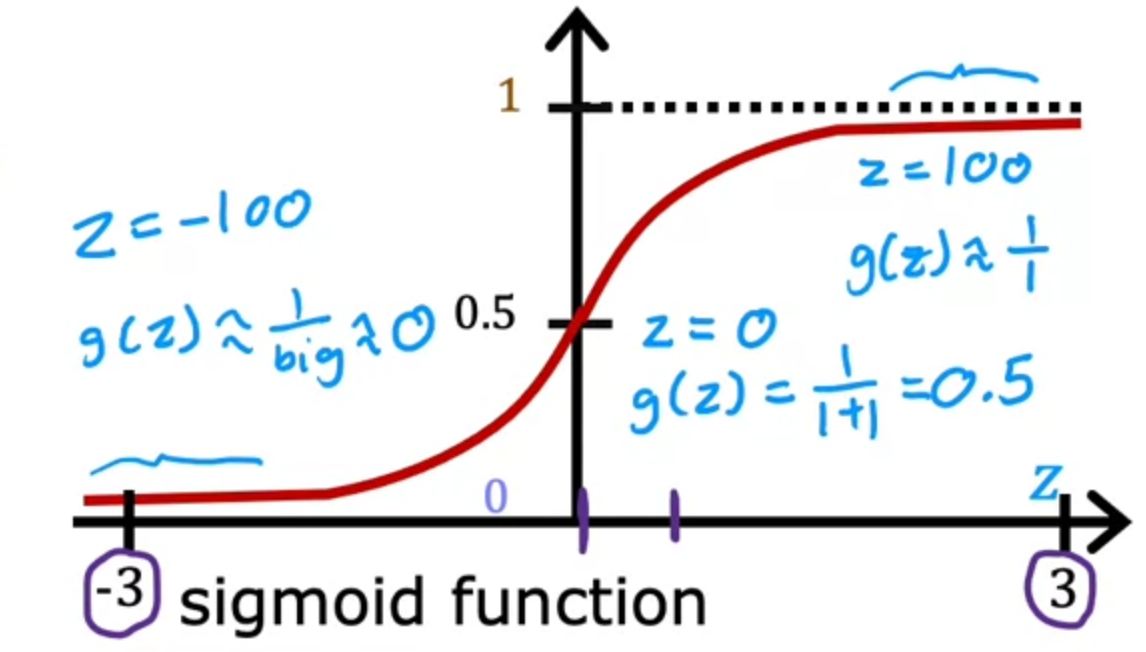 1
z = 100
g(z) ≈ 1/1
z = -100
g(z) ≈ 1/big ≈ 0
0.5
z = 0
g(z) = 1/1+1 = 0.5
0
z
-3
sigmoid function
3